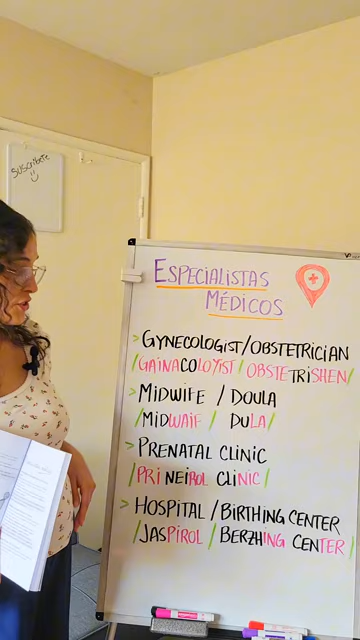 Suscríbete
ESPECIALISTAS
MÉDICOS
> GYNECOLOGIST/OBSTETRICIAN
/GAINACOLOYIST/OBSTETRISHEN/
> MIDWIFE / DOULA
/MIDWAIF / DULA/
> PRENATAL CLINIC
/PRI NEIROL CLINIC/
> HOSPITAL / BIRTHING CENTER
/JASPIROL / BERZHING CENTER/